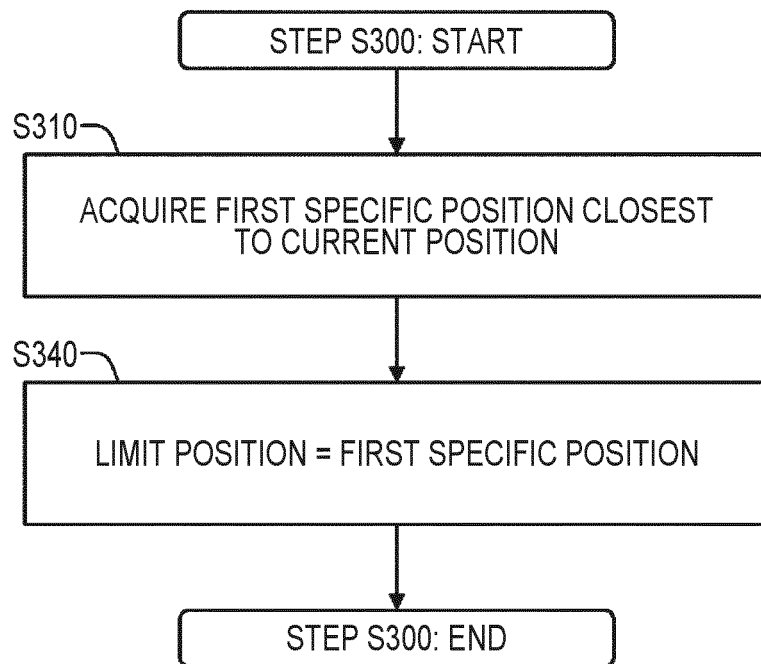 STEP S300: START
S310
ACQUIRE FIRST SPECIFIC POSITION CLOSEST
TO CURRENT POSITION
S340
LIMIT POSITION = FIRST SPECIFIC POSITION
STEP S300: END